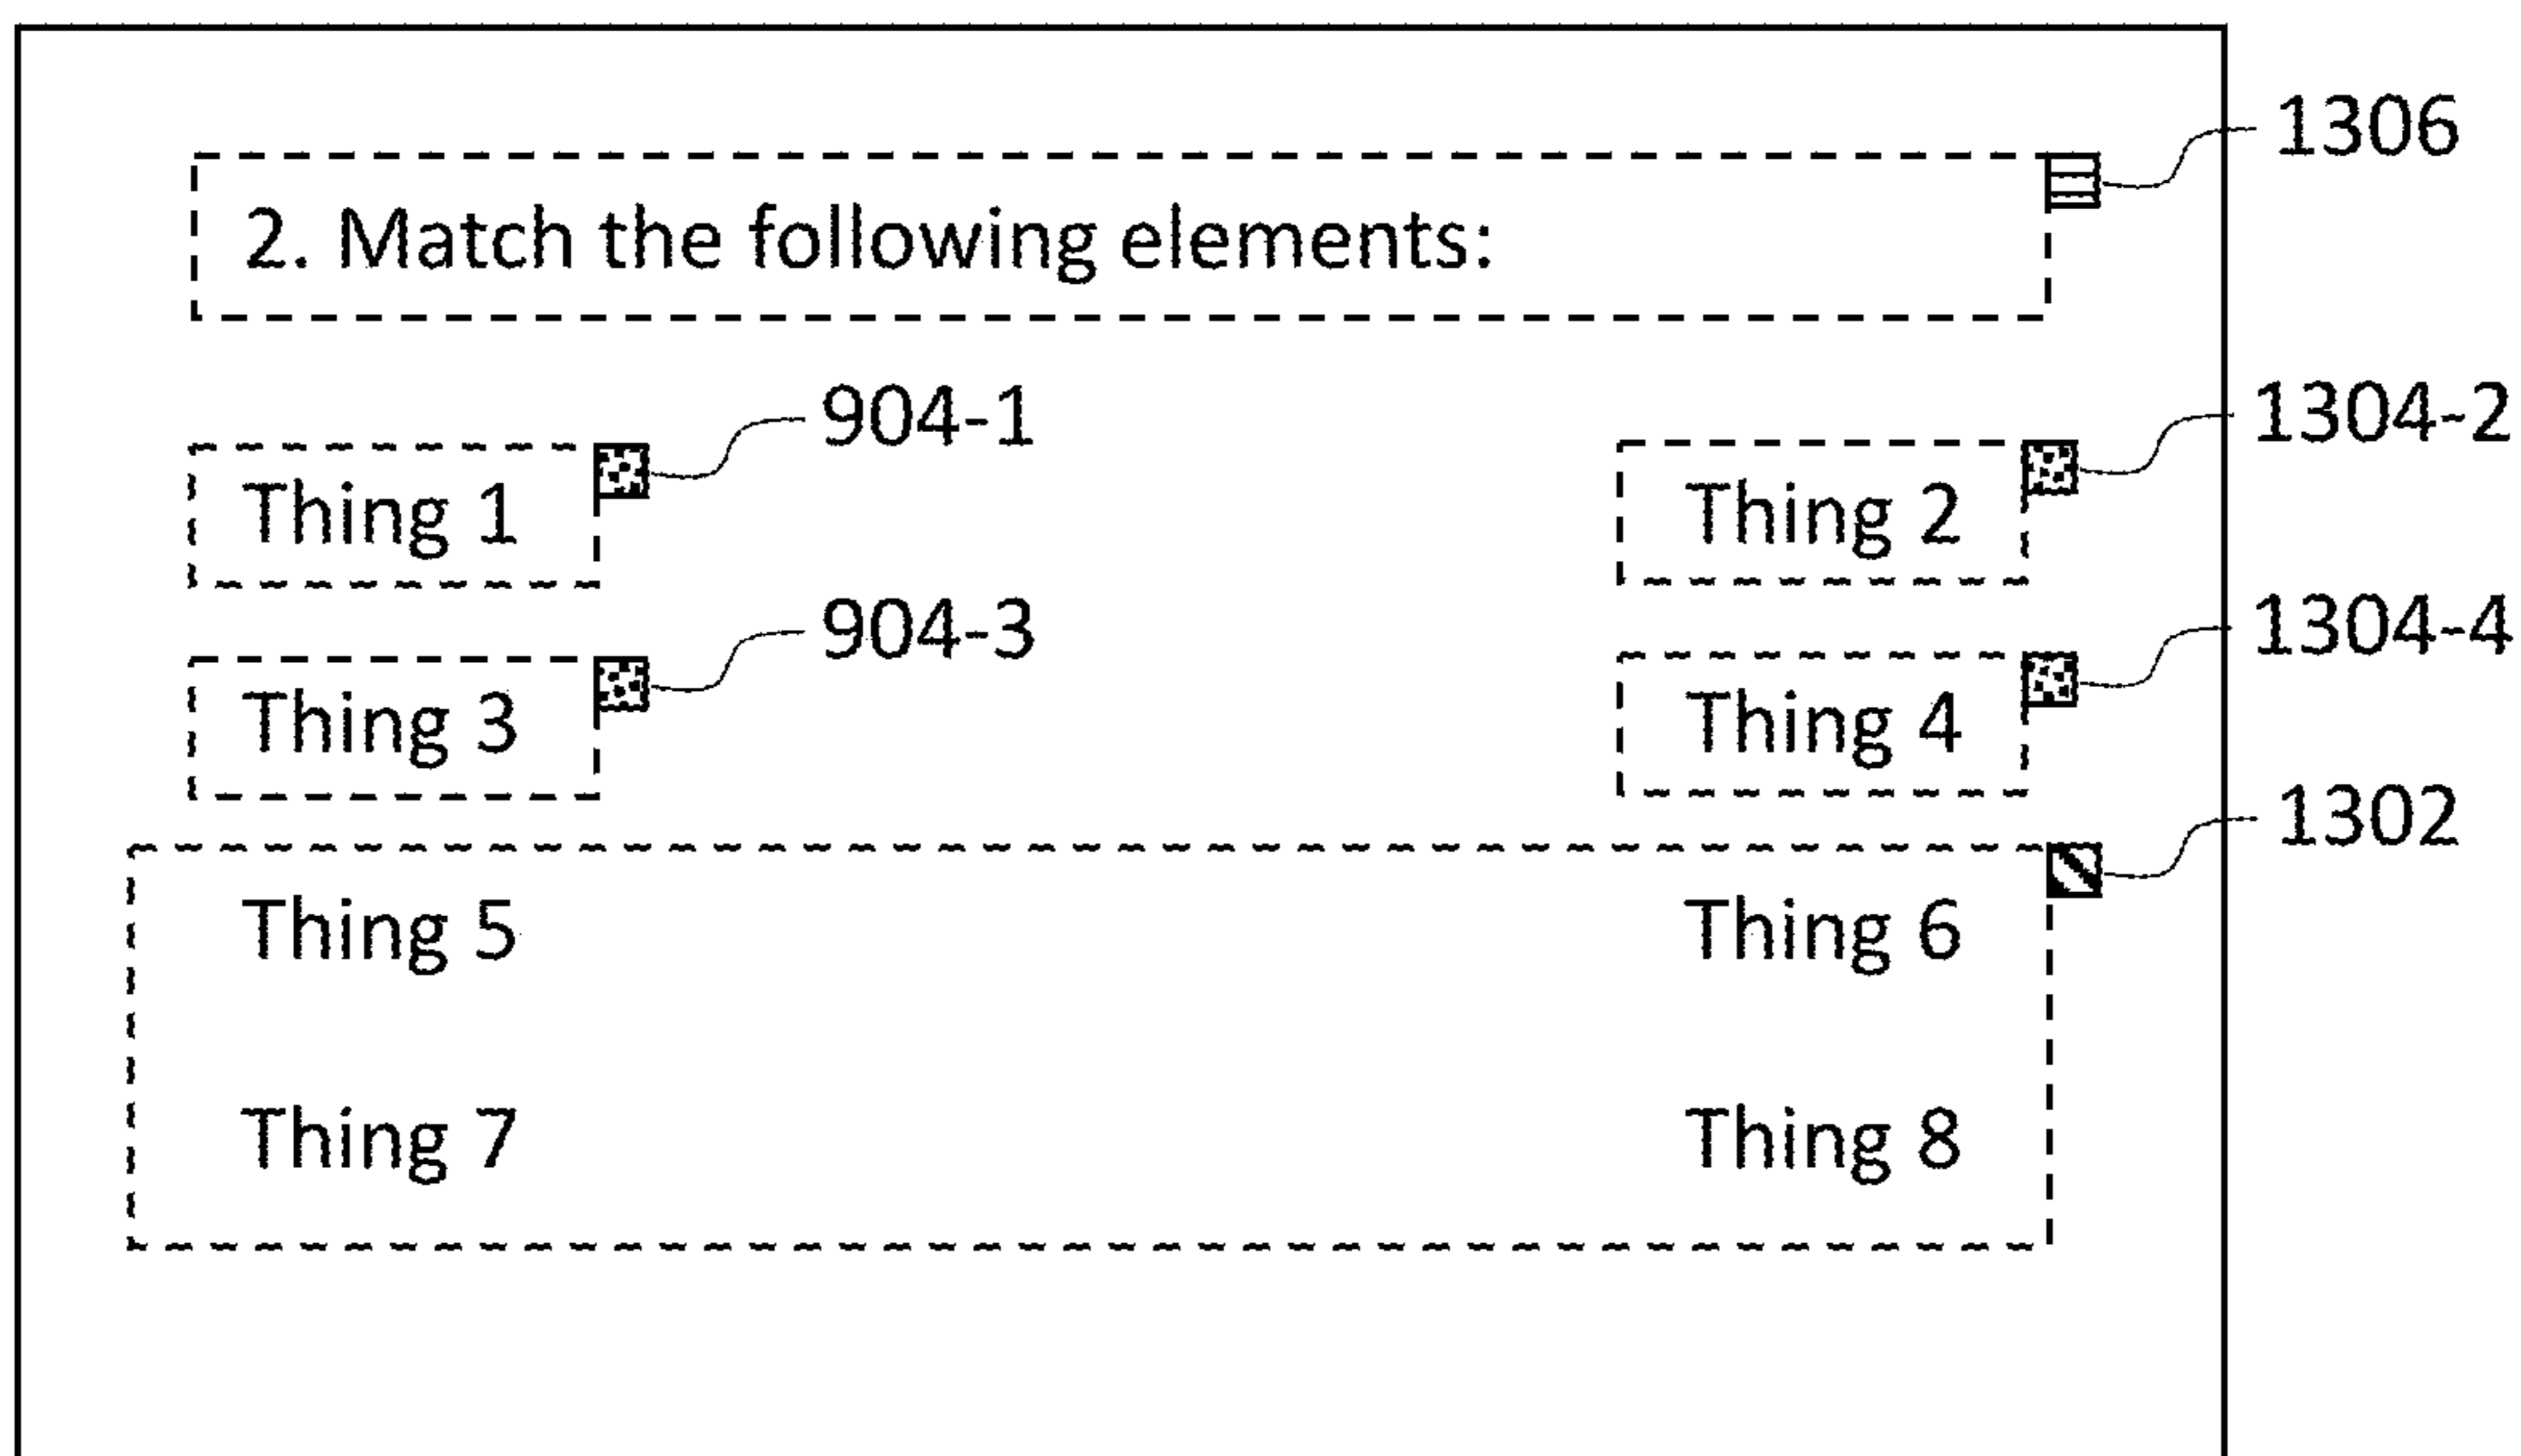 1306
2. Match the following elements:
904-1 1304-2
Thing 1 Thing 2
904-3 1304-4
Thing 3 Thing 4
1302
Thing 5 Thing 6
Thing 7 Thing 8